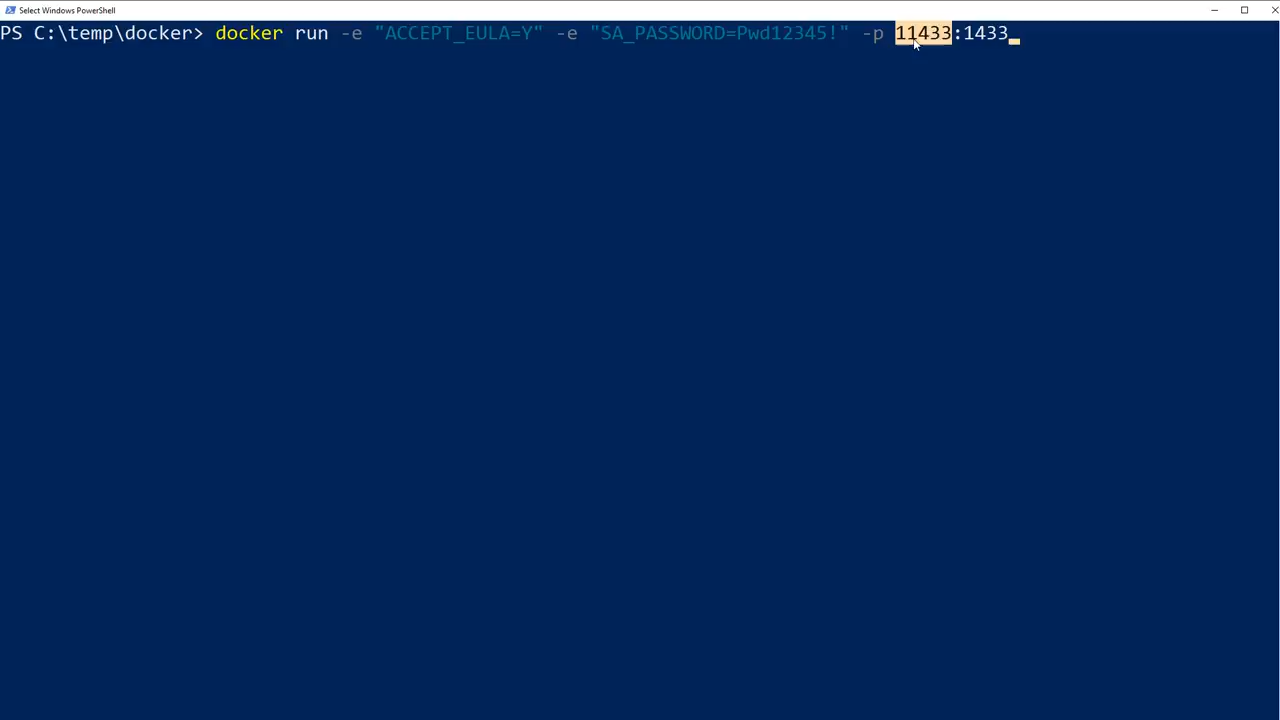 Select Windows PowerShell
PS C:\temp\docker> docker run -e "ACCEPT_EULA=Y" -e "SA_PASSWORD=Pwd12345!" -p 11433:1433